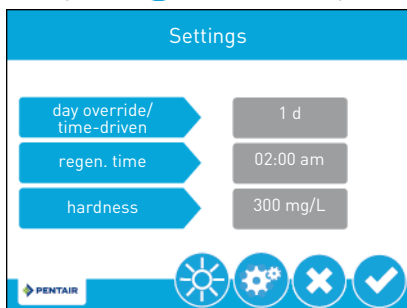 Settings
day override/
time-driven
1 d
regen. time
02:00 am
hardness
300 mg/L
PENTAIR